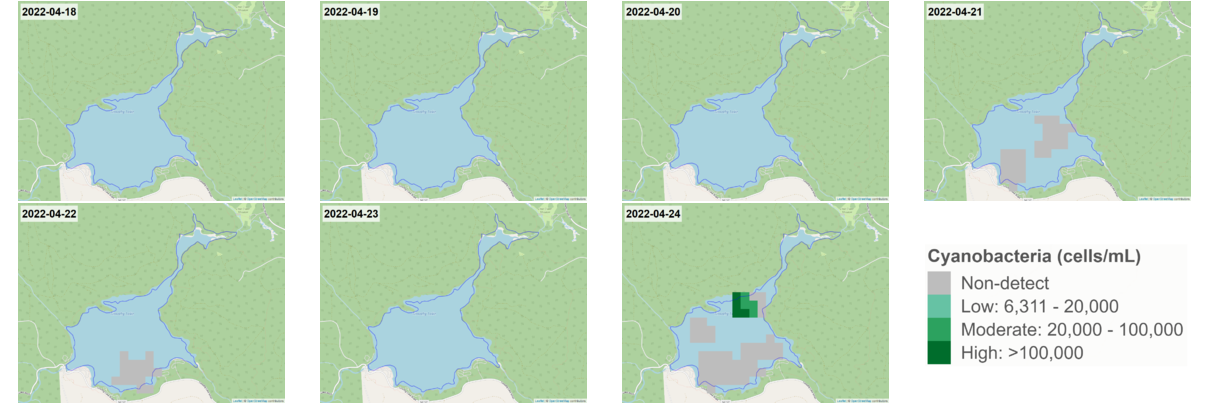 2022-04-18
2022-04-19
2022-04-20
2022-04-21
2022-04-22
2022-04-23
2022-04-24
Cyanobacteria (cells/mL)
Non-detect
Low: 6,311 - 20,000
Moderate: 20,000 - 100,000
High: >100,000